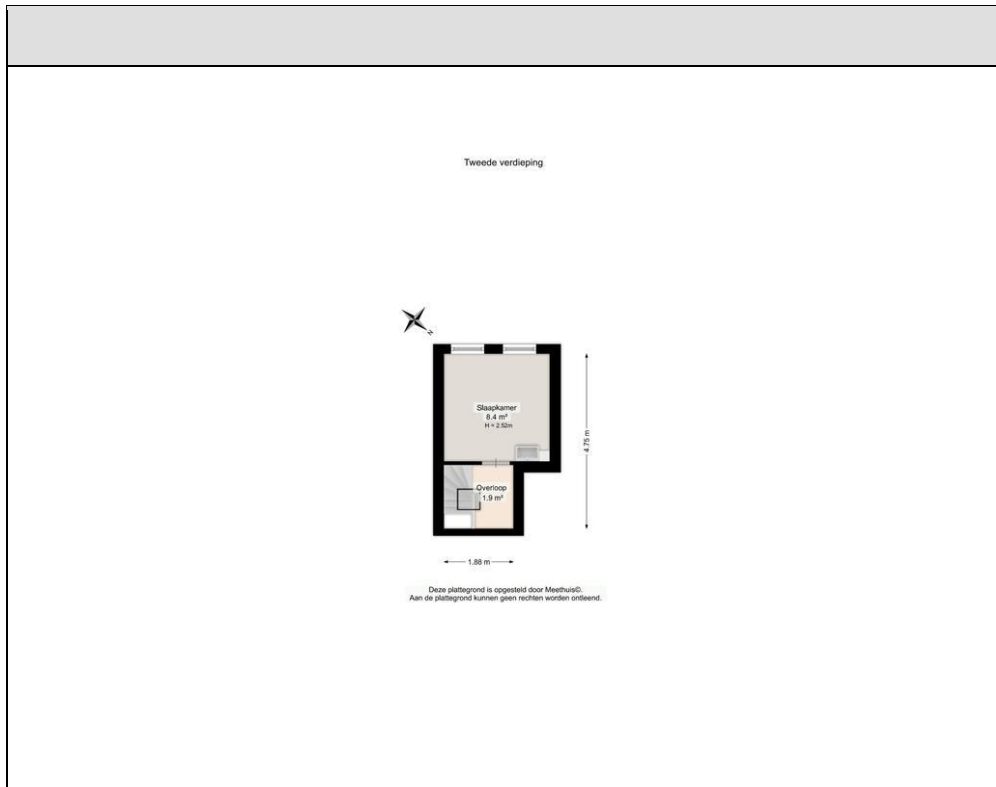 Tweede verdieping
N
Slaapkamer
8.4 m²
H = 2.52m
4.75 m
Overloop
1.9 m²
1.88 m
Deze plattegrond is opgesteld door Meethuis©.
Aan de plattegrond kunnen geen rechten worden ontleend.